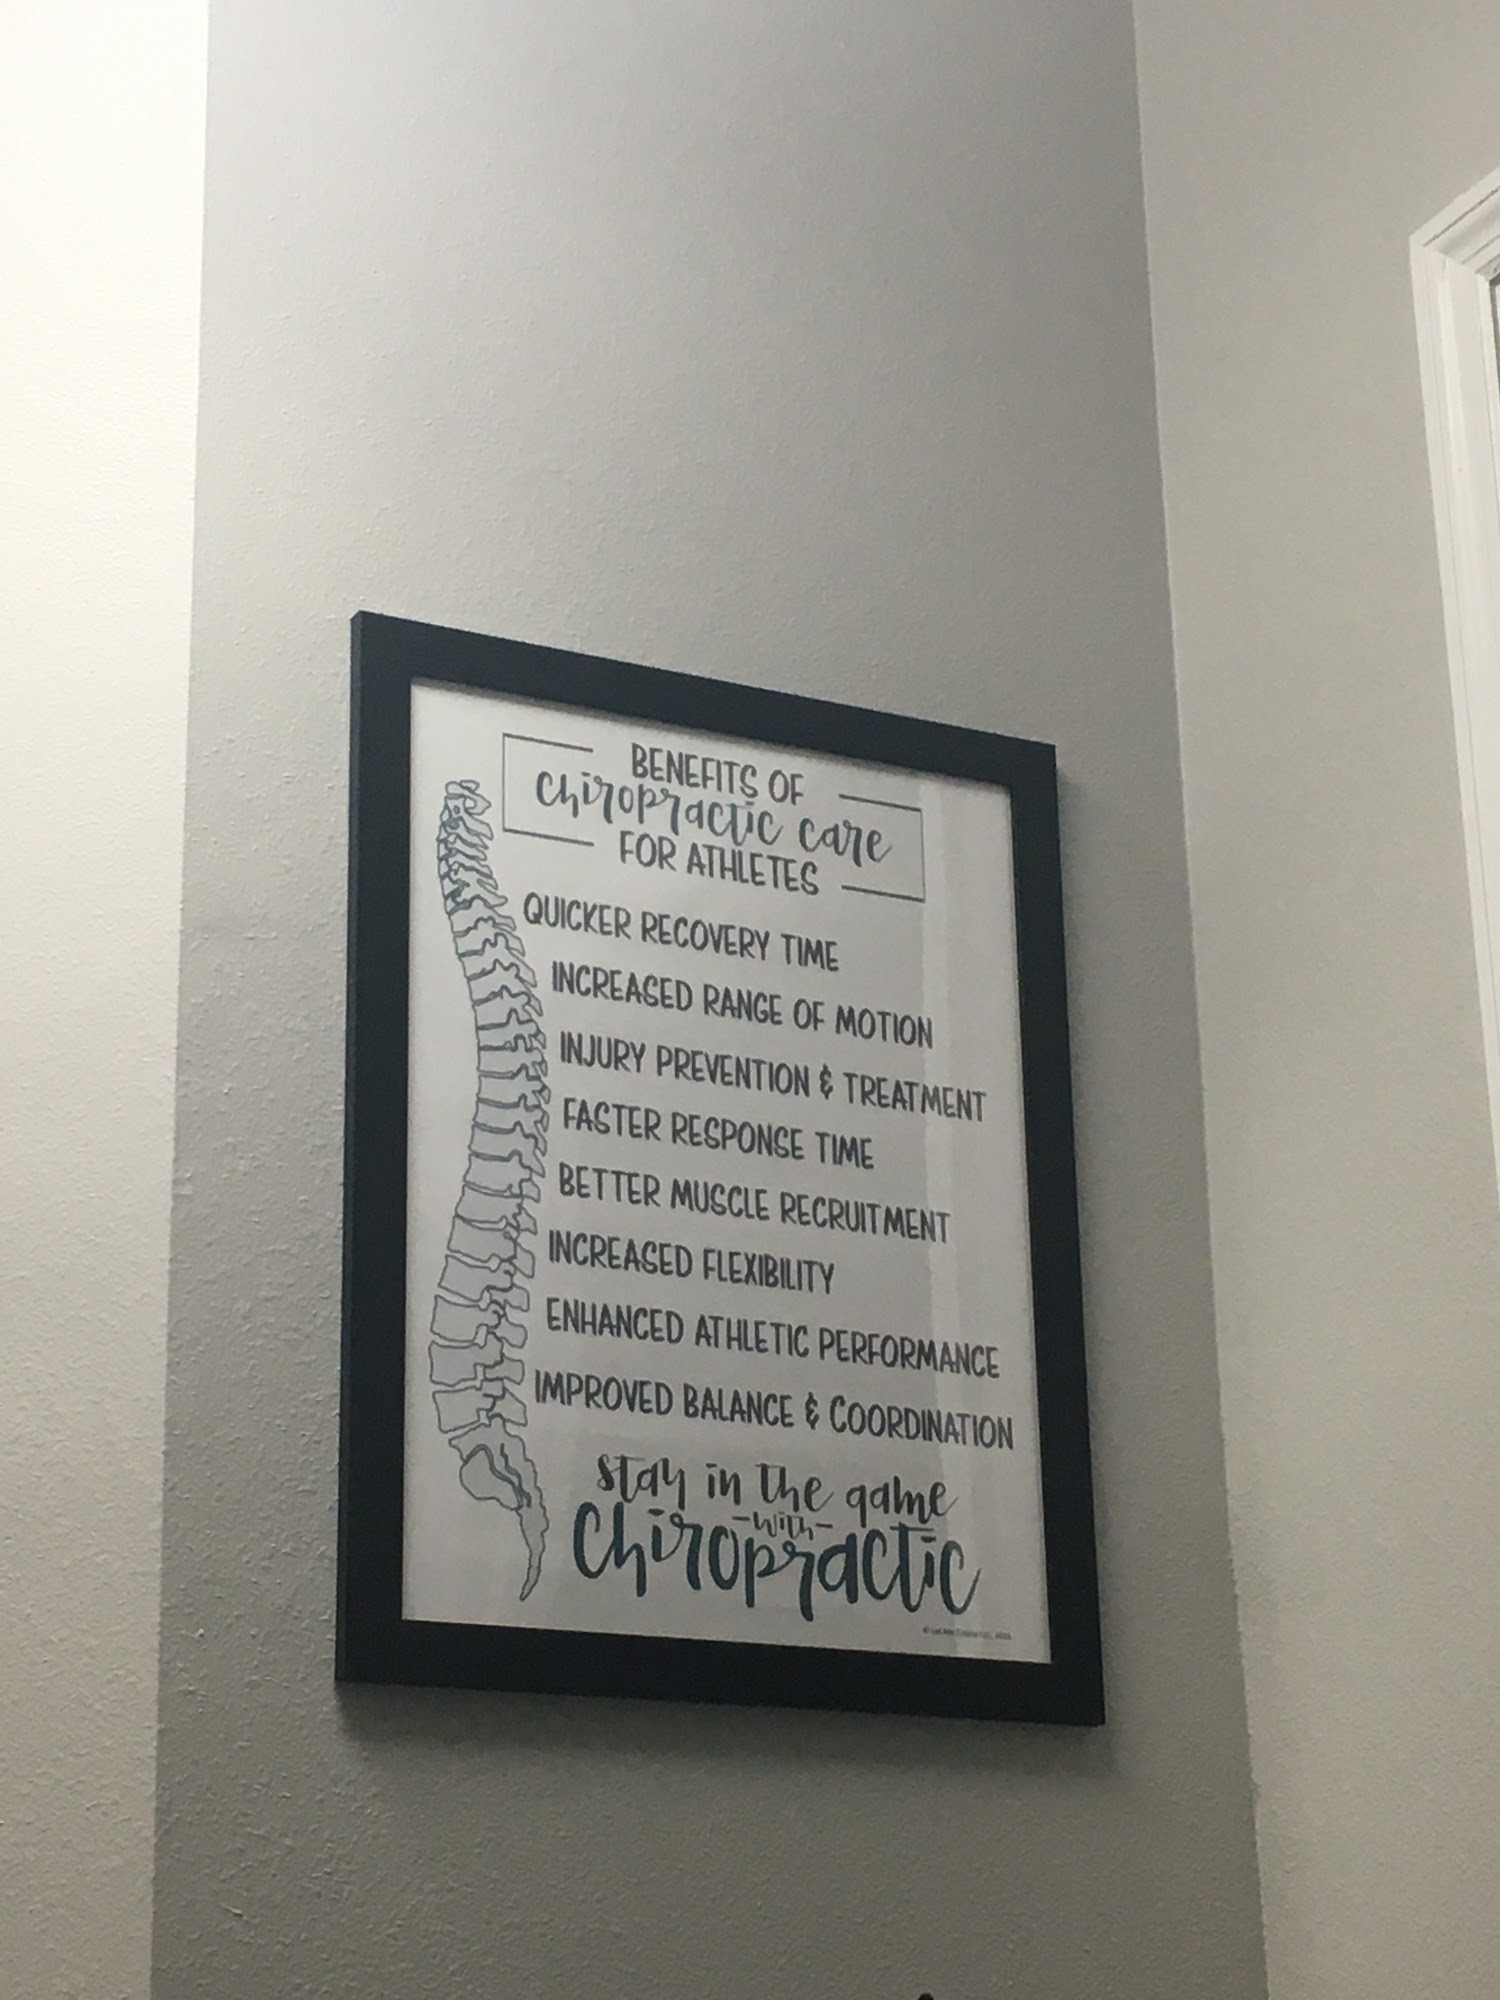 BENEFITS OF
chiropractic care
FOR ATHLETES
QUICKER RECOVERY TIME
INCREASED RANGE OF MOTION
INJURY PREVENTION & TREATMENT
FASTER RESPONSE TIME
BETTER MUSCLE RECRUITMENT
INCREASED FLEXIBILITY
ENHANCED ATHLETIC PERFORMANCE
IMPROVED BALANCE & COORDINATION
stay in the game
-with-
Chiropractic